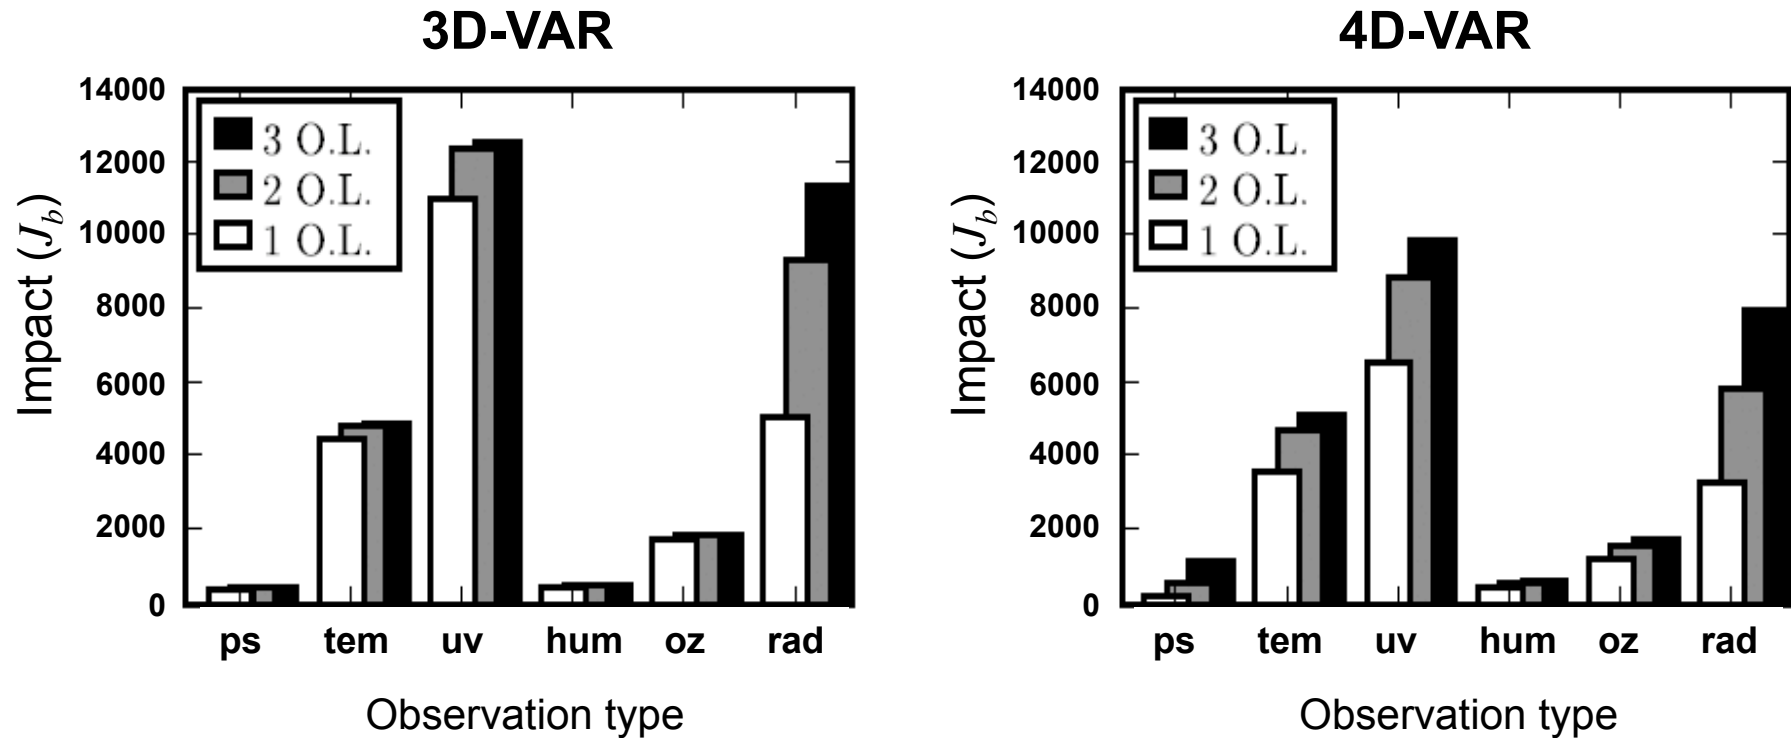 3D-VAR
14000
12000
10000
8000
6000
4000
2000
0
Impact (J_b)
3 O.L.
2 O.L.
1 O.L.
ps tem uv hum oz rad
Observation type
4D-VAR
14000
12000
10000
8000
6000
4000
2000
0
Impact (J_b)
3 O.L.
2 O.L.
1 O.L.
ps tem uv hum oz rad
Observation type